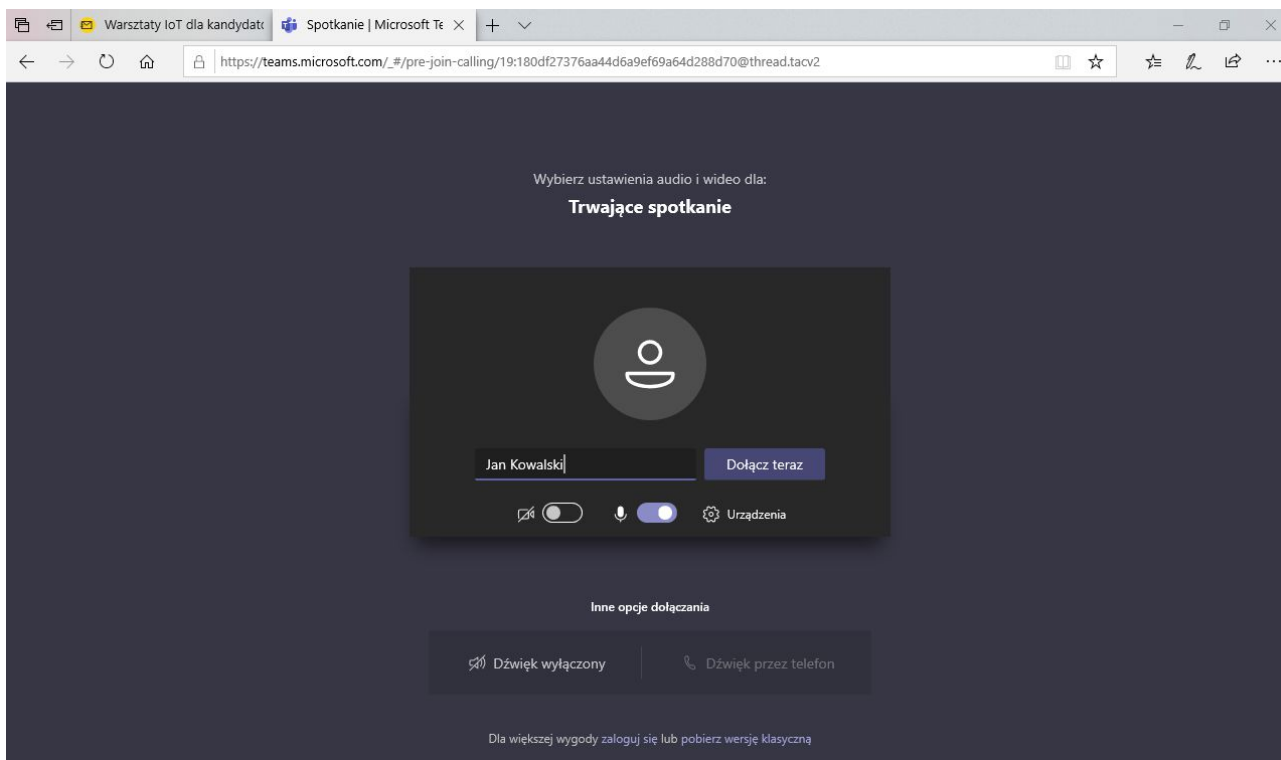 Warsztaty IoT dla kandydatć
Spotkanie | Microsoft Te
https://teams.microsoft.com/_#/pre-join-calling/19:180df27376aa44d6a9ef69a64d288d70@thread.tacv2
Wybierz ustawienia audio i wideo dla:
Trwające spotkanie
Jan Kowalski
Dołącz teraz
Urządzenia
Inne opcje dołączania
Dźwięk wyłączony
Dźwięk przez telefon
Dla większej wygody zaloguj się lub pobierz wersję klasyczną